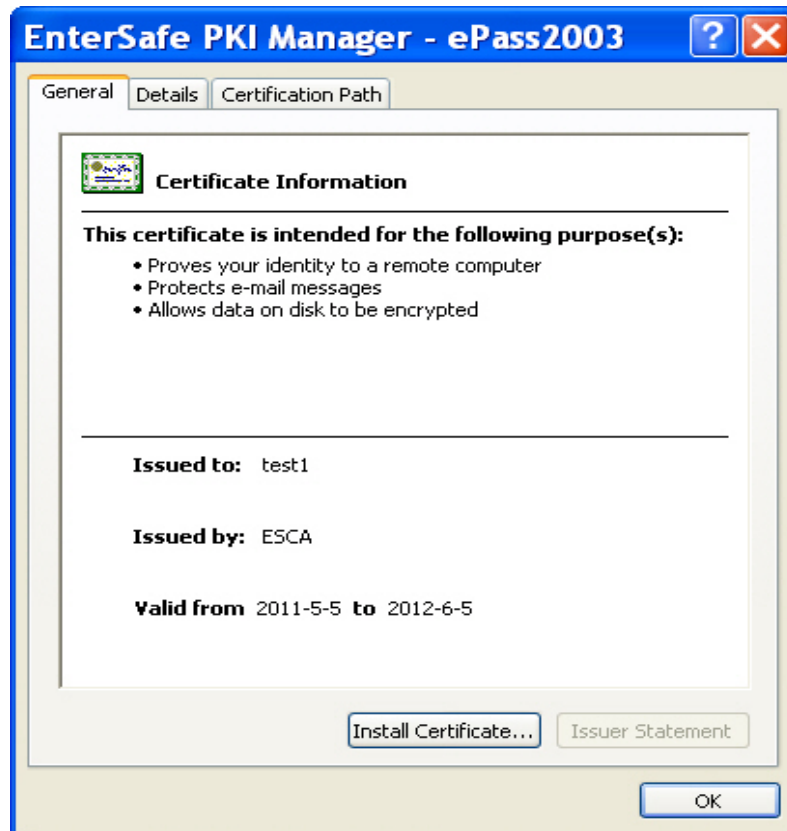 EnterSafe PKI Manager - ePass2003
General Details Certification Path
Certificate Information
This certificate is intended for the following purpose(s):
• Proves your identity to a remote computer
• Protects e-mail messages
• Allows data on disk to be encrypted
Issued to: test1
Issued by: ESCA
Valid from 2011-5-5 to 2012-6-5
Install Certificate... Issuer Statement
OK